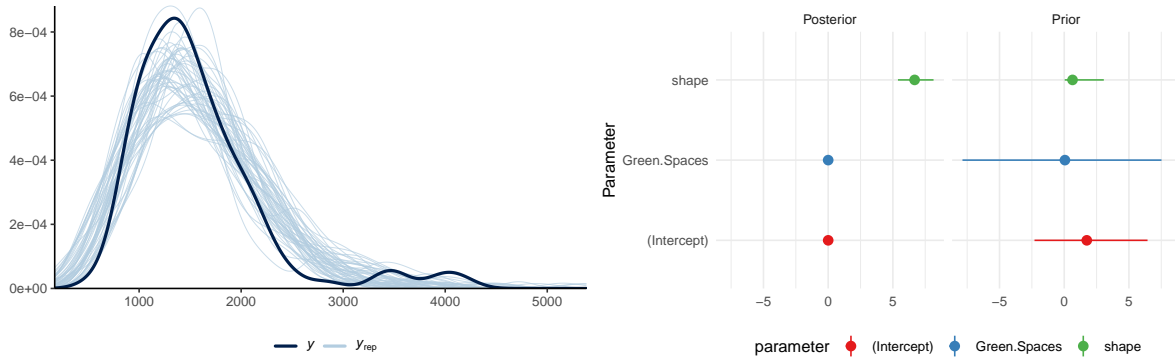 8e−04
6e−04
4e−04
2e−04
0e+00
1000 2000 3000 4000 5000
y yrep
Posterior Prior
Parameter
shape
Green.Spaces
(Intercept)
−5 0 5 −5 0 5
parameter (Intercept) Green.Spaces shape